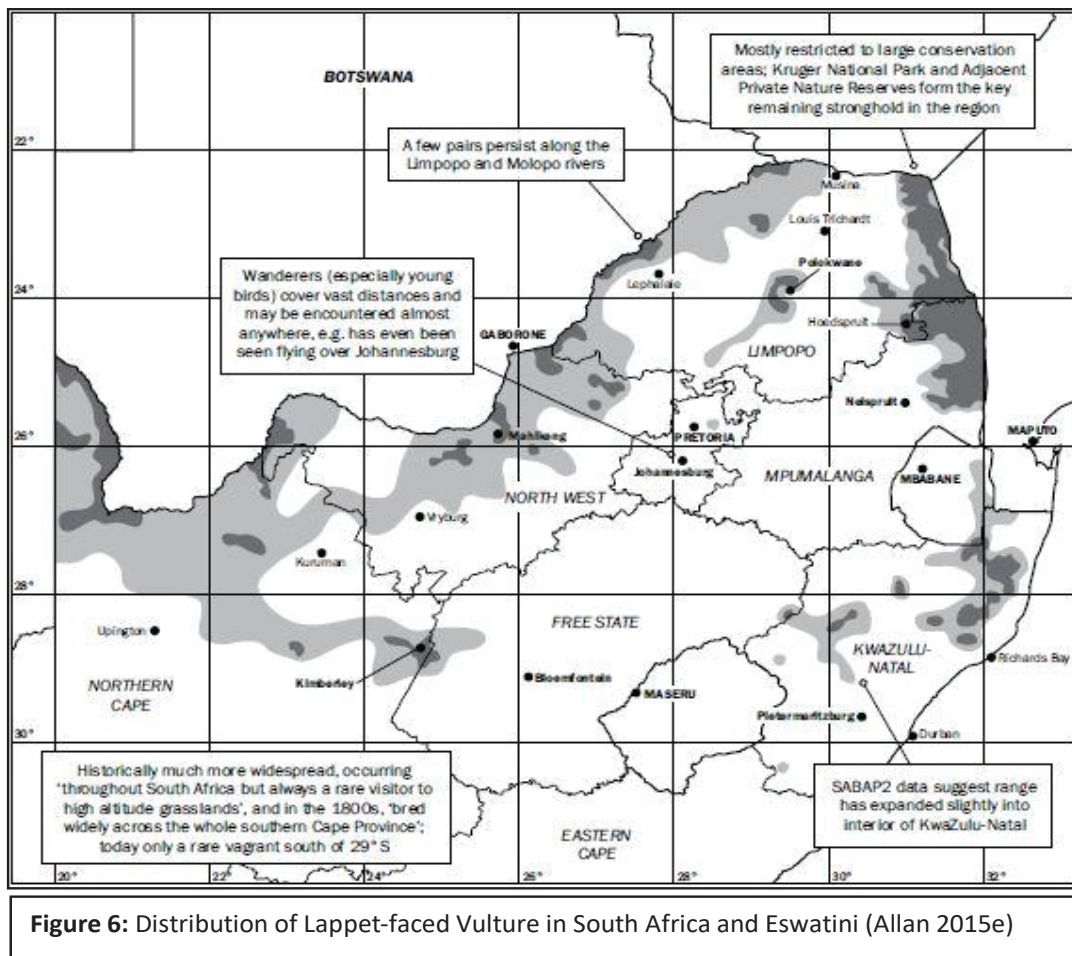 BOTSWANA
Mostly restricted to large conservation
areas; Kruger National Park and Adjacent
Private Nature Reserves form the key
remaining stronghold in the region
22°
A few pairs persist along the
Limpopo and Molopo rivers
Musina
Louis Trichardt
Wanderers (especially young
birds) cover vast distances and
may be encountered almost
anywhere, e.g. has even been
seen flying over Johannesburg
Lephalale
Polokwane
24°
GABORONE
Hoedspruit
LIMPOPO
Nelspruit
26°
Mahikeng
PRETORIA
MAPUTO
Johannesburg
MPUMALANGA
MBABANE
NORTH WEST
Vryburg
Kuruman
28°
Upington
FREE STATE
KWAZULU-
NATAL
Richards Bay
NORTHERN
CAPE
Kimberley
Bloemfontein
MASERU
Pietermaritzburg
30°
Durban
Historically much more widespread, occurring
'throughout South Africa but always a rare visitor to
high altitude grasslands', and in the 1800s, 'bred
widely across the whole southern Cape Province';
today only a rare vagrant south of 29° S
SABAP2 data suggest range
has expanded slightly into
interior of KwaZulu-Natal
EASTERN
CAPE
20°
22°
24°
26°
28°
30°
32°
Figure 6: Distribution of Lappet-faced Vulture in South Africa and Eswatini (Allan 2015e)